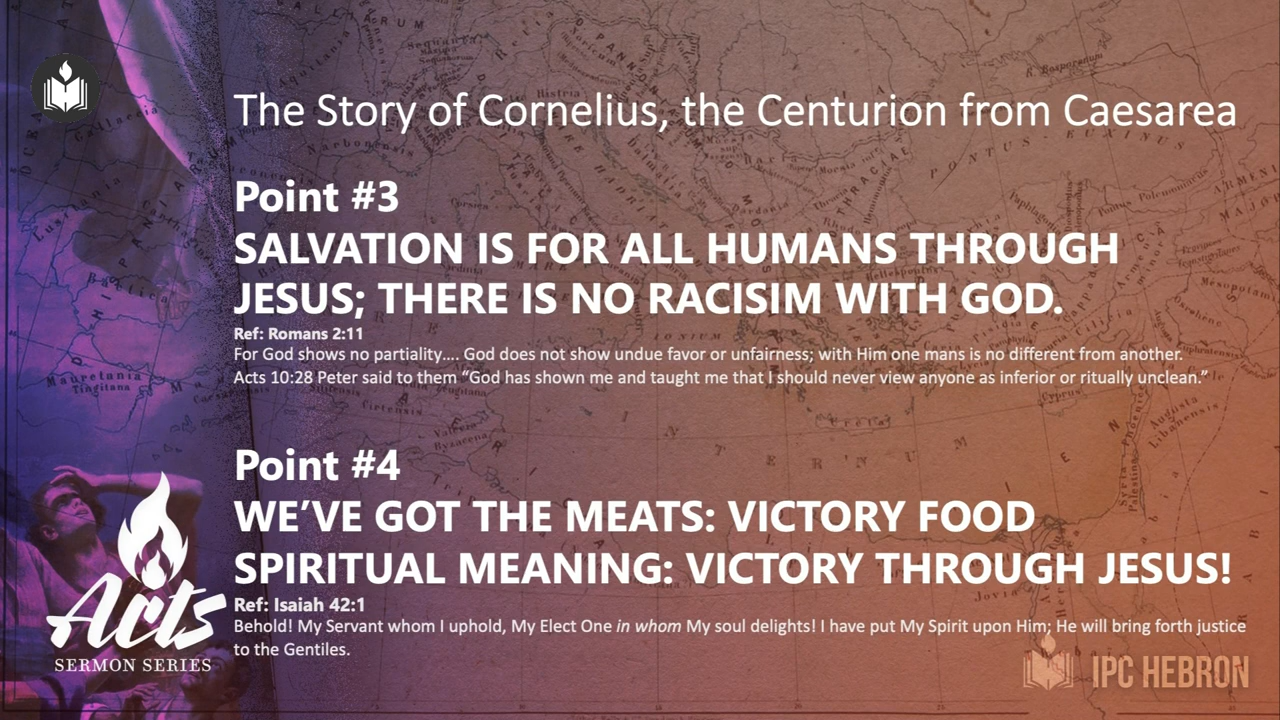 The Story of Cornelius, the Centurion from Caesarea
Point #3
SALVATION IS FOR ALL HUMANS THROUGH
JESUS; THERE IS NO RACISIM WITH GOD.
Ref: Romans 2:11
For God shows no partiality.... God does not show undue favor or unfairness; with Him one mans is no different from another.
Acts 10:28 Peter said to them “God has shown me and taught me that I should never view anyone as inferior or ritually unclean.”
Point #4
WE’VE GOT THE MEATS: VICTORY FOOD
SPIRITUAL MEANING: VICTORY THROUGH JESUS!
Ref: Isaiah 42:1
Behold! My Servant whom I uphold, My Elect One in whom My soul delights! I have put My Spirit upon Him; He will bring forth justice
to the Gentiles.
Acts
SERMON SERIES
IPC HEBRON